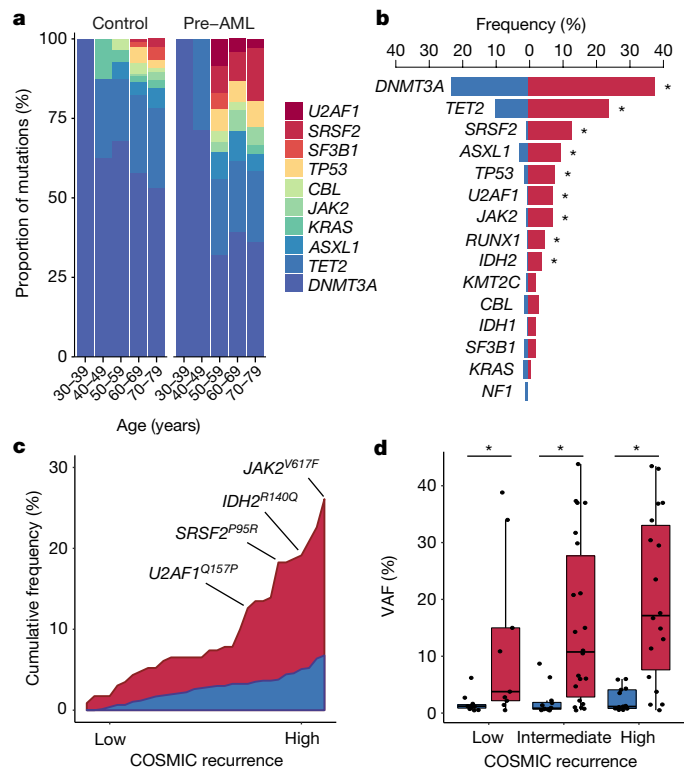 a
Control Pre–AML
Proportion of mutations (%)
100
75
50
25
0
30–39
40–49
50–59
60–69
70–79
30–39
40–49
50–59
60–69
70–79
Age (years)
U2AF1
SRSF2
SF3B1
TP53
CBL
JAK2
KRAS
ASXL1
TET2
DNMT3A
b
Frequency (%)
40 30 20 10 0 10 20 30 40
DNMT3A *
TET2 *
SRSF2 *
ASXL1 *
TP53 *
U2AF1 *
JAK2 *
RUNX1 *
IDH2 *
KMT2C
CBL
IDH1
SF3B1
KRAS
NF1
c
Cumulative frequency (%)
30
20
10
0
JAK2V617F
IDH2R140Q
SRSF2P95R
U2AF1Q157P
Low High
COSMIC recurrence
d
* * *
VAF (%)
40
30
20
10
0
Low Intermediate High
COSMIC recurrence